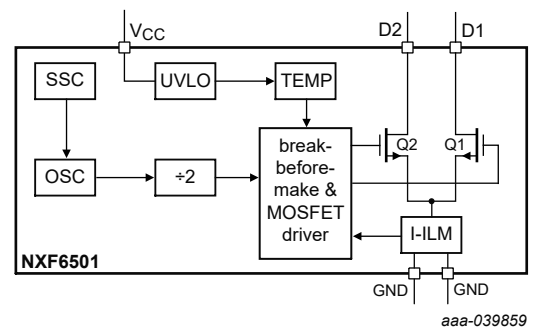 VCC
D2 D1
SSC
UVLO
TEMP
OSC
÷2
break-
before-
make &
MOSFET
driver
Q2
Q1
I-ILM
NXF6501
GND
GND
aaa-039859